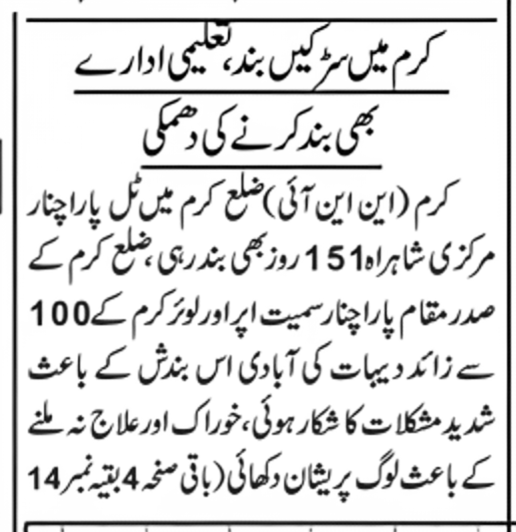 کرم میں سڑکیں بند، تعلیمی ادارے
بھی بند کرنے کی دھمکی
کرم (این این آئی) ضلع کرم میں ٹل پاراچنار
مرکزی شاہراہ 151 روز بھی بند رہی، ضلع کرم کے
صدر مقام پاراچنار سمیت اپر اور لوئر کرم کے 100
سے زائد دیہات کی آبادی اس بندش کے باعث
شدید مشکلات کا شکار ہوئی، خوراک اور علاج نہ ملنے
کے باعث لوگ پریشان دکھائی (باقی صفحہ 4 بقیہ نمبر 14